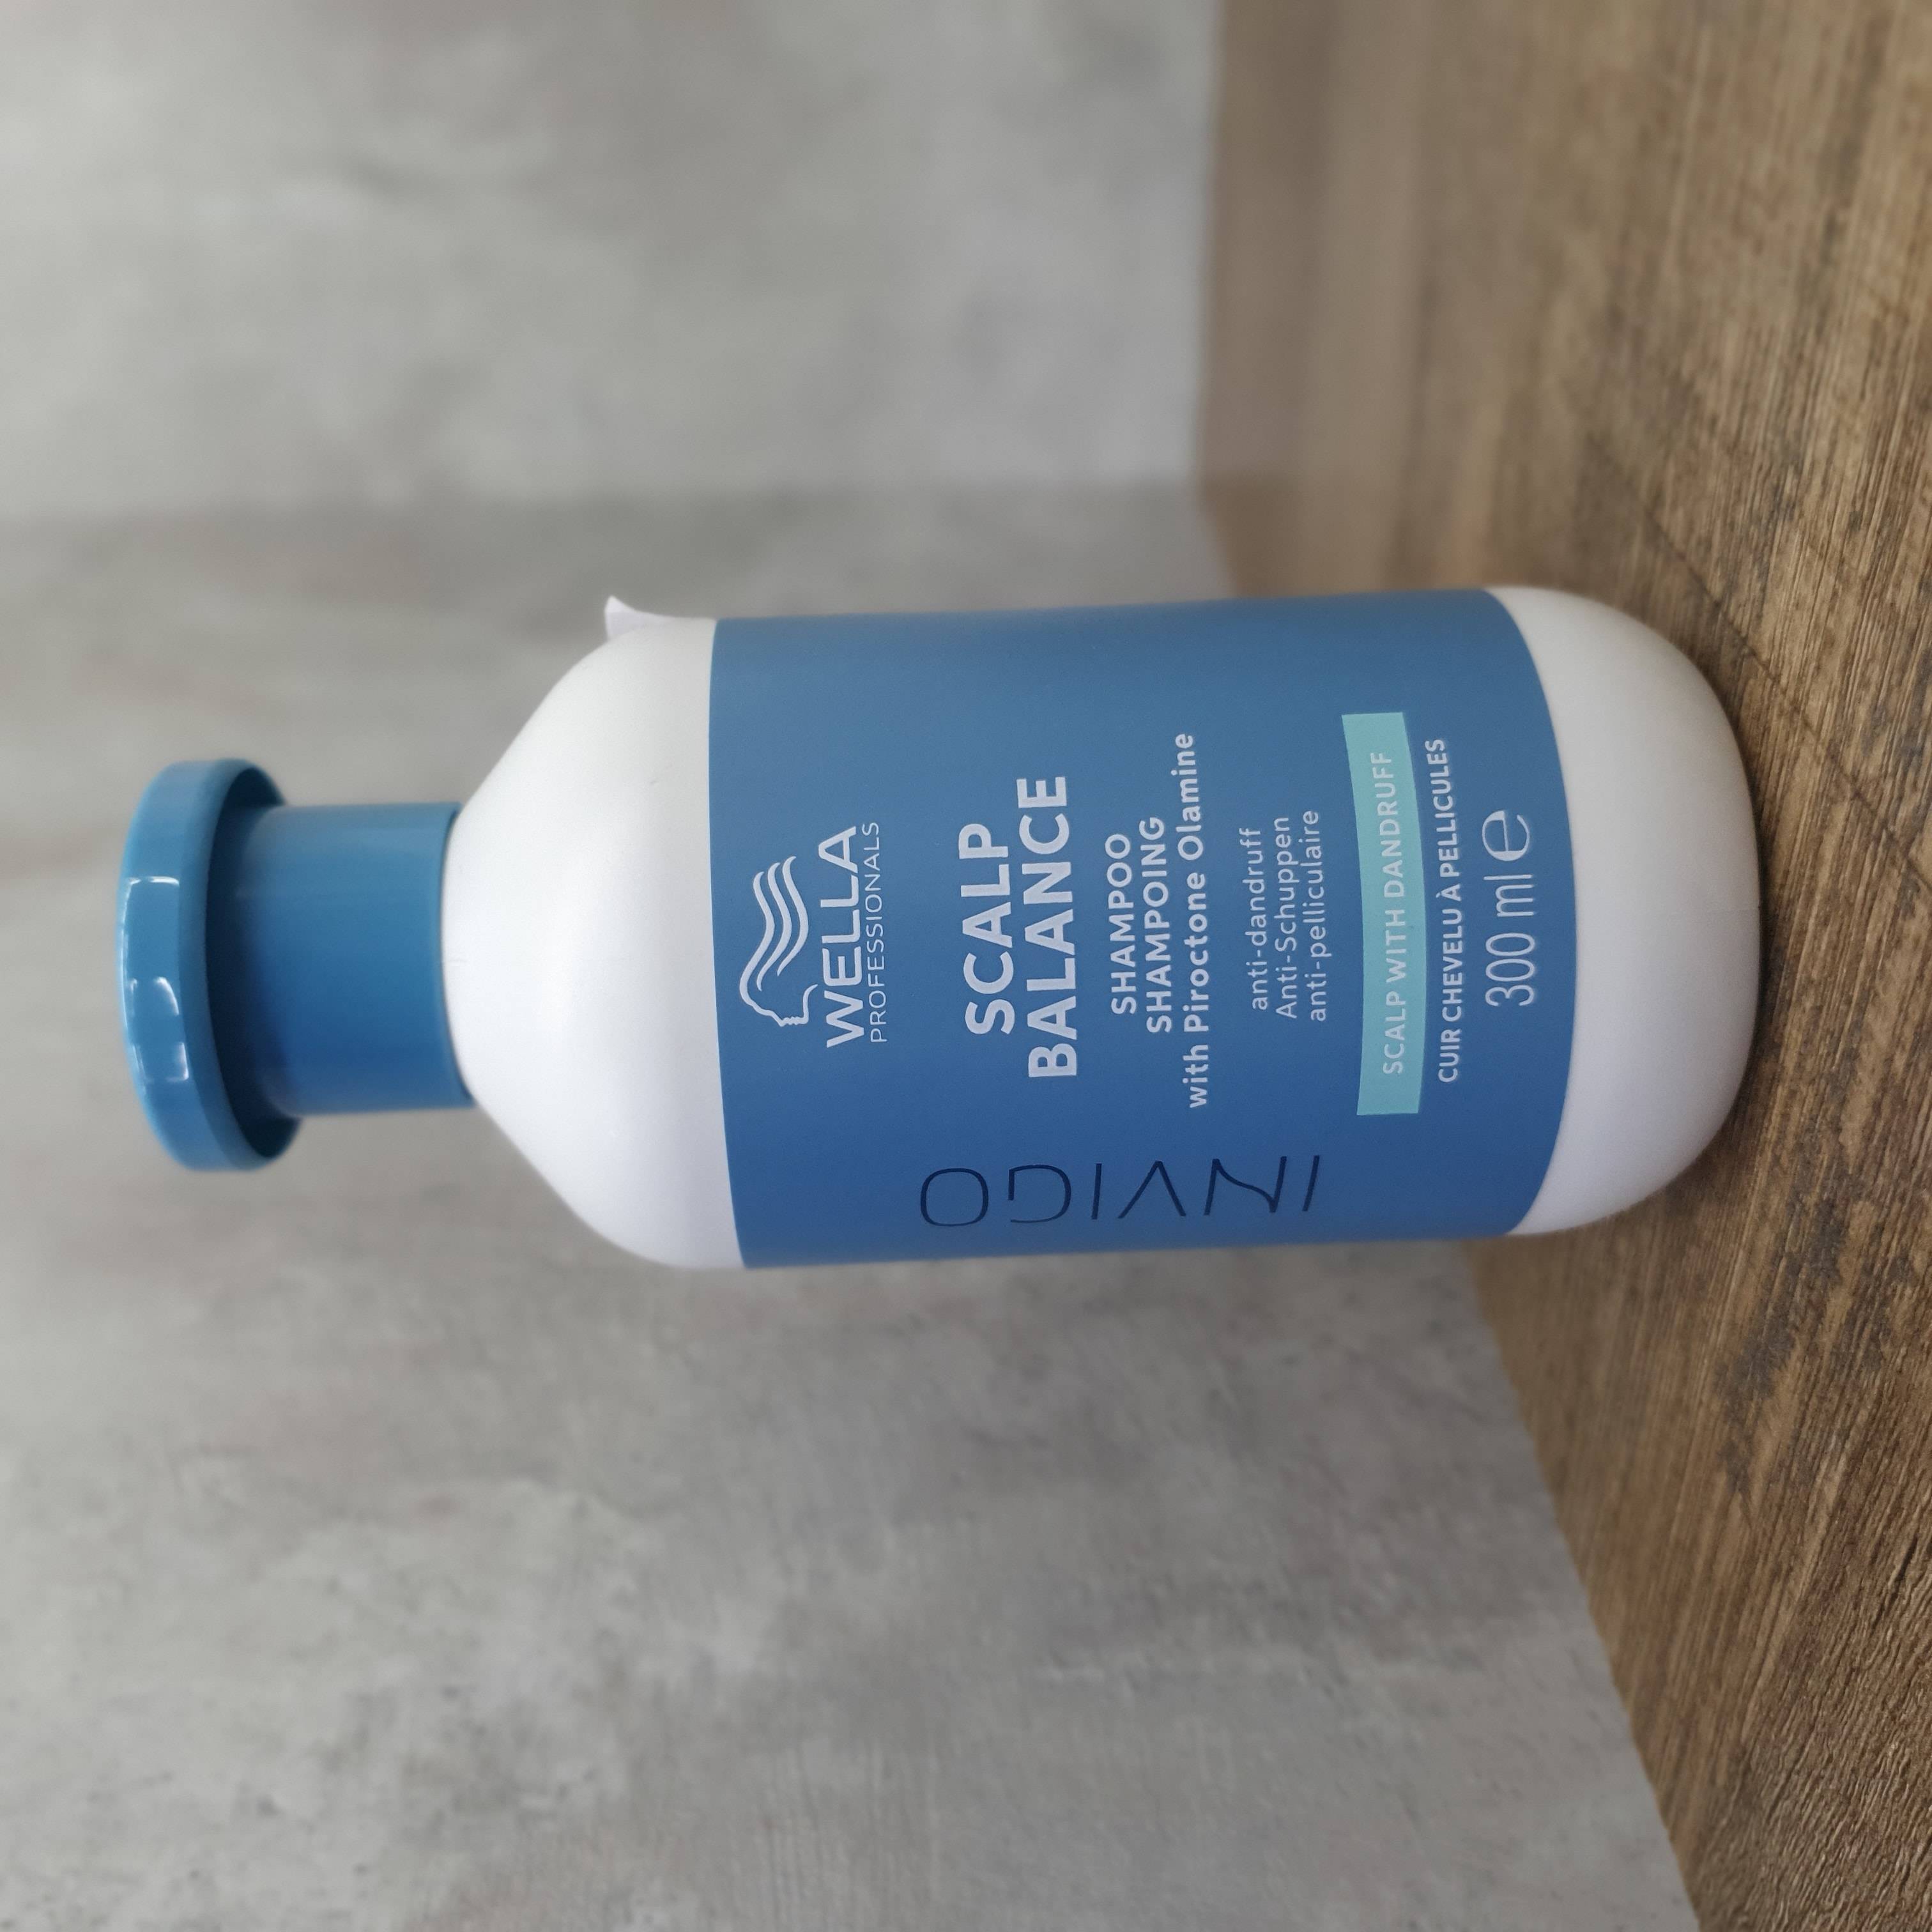 WELLA
PROFESSIONALS
SCALP
BALANCE
SHAMPOO
SHAMPOING
with Piroctone Olamine
anti-dandruff
Anti-Schuppen
anti-pelliculaire
SCALP WITH DANDRUFF
CUIR CHEVELU À PELLICULES
300 ml e
INVIGO